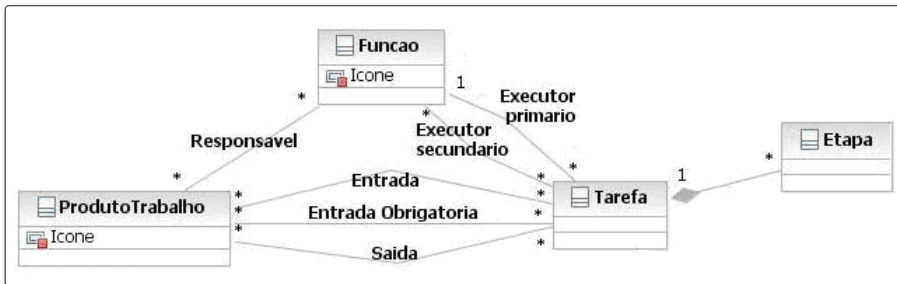 Funcao
Icone
1
Executor
primario
*
*
Executor
secundario
Responsavel
Etapa
*
*
*
1
*
Entrada
*
*
Tarefa
ProdutoTrabalho
*
Entrada Obrigatoria
*
Icone
*
Saida
*